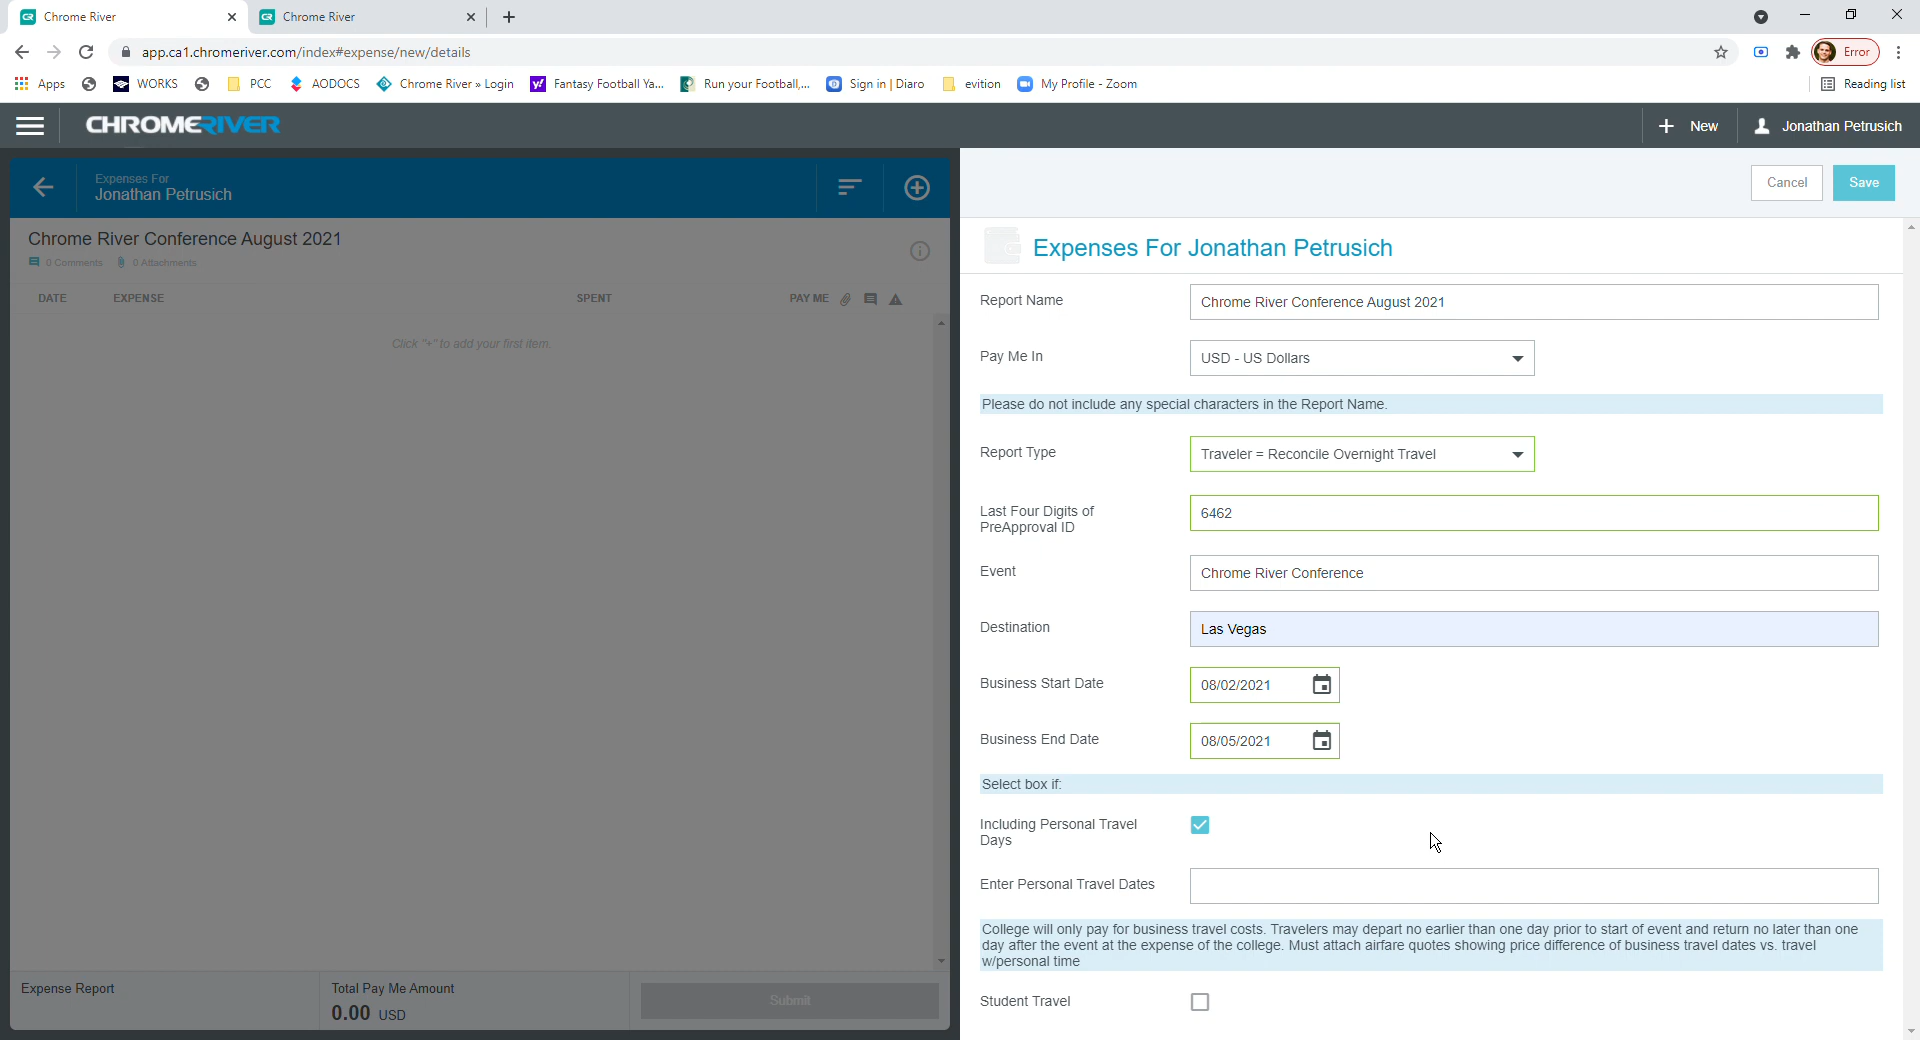 Chrome River
Chrome River
app.ca1.chromeriver.com/index#expense/new/details
Error
Apps
WORKS
PCC
AODOCS
Chrome River » Login
Fantasy Football Ya...
Run your Football,...
Sign in | Diaro
evition
My Profile - Zoom
Reading list
CHROMERIVER
New
Jonathan Petrusich
Expenses For
Jonathan Petrusich
Chrome River Conference August 2021
0 Comments
0 Attachments
DATE
EXPENSE
SPENT
PAY ME
Click "+" to add your first item.
Expense Report
Total Pay Me Amount
0.00 USD
Submit
Cancel
Save
Expenses For Jonathan Petrusich
Report Name
Chrome River Conference August 2021
Pay Me In
USD - US Dollars
Please do not include any special characters in the Report Name.
Report Type
Traveler = Reconcile Overnight Travel
Last Four Digits of
PreApproval ID
6462
Event
Chrome River Conference
Destination
Las Vegas
Business Start Date
08/02/2021
Business End Date
08/05/2021
Select box if:
Including Personal Travel
Days
Enter Personal Travel Dates
College will only pay for business travel costs. Travelers may depart no earlier than one day prior to start of event and return no later than one
day after the event at the expense of the college. Must attach airfare quotes showing price difference of business travel dates vs. travel
w/personal time
Student Travel